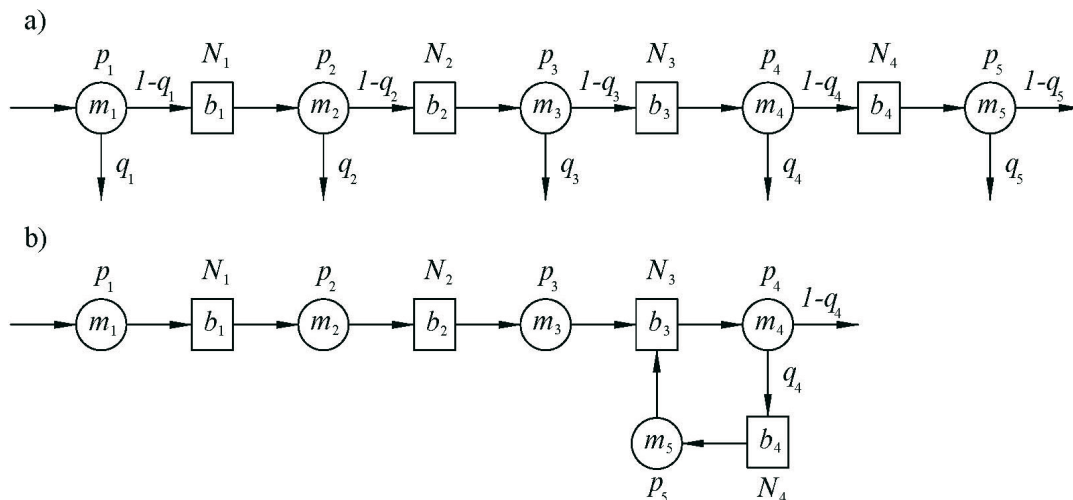 a)
p₁ N₁ p₂ N₂ p₃ N₃ p₄ N₄ p₅
1-q₁ 1-q₂ 1-q₃ 1-q₄ 1-q₅
m₁ b₁ m₂ b₂ m₃ b₃ m₄ b₄ m₅
q₁ q₂ q₃ q₄ q₅
b)
p₁ N₁ p₂ N₂ p₃ N₃ p₄
1-q₄
m₁ b₁ m₂ b₂ m₃ b₃ m₄
q₄
m₅ b₄
p₅ N₄